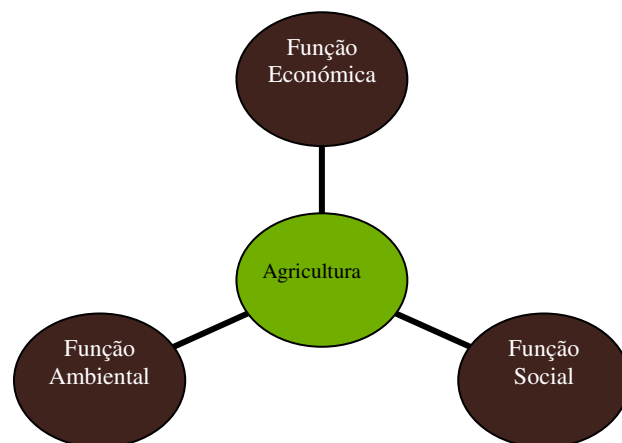 Função
Económica
Agricultura
Função
Ambiental
Função
Social